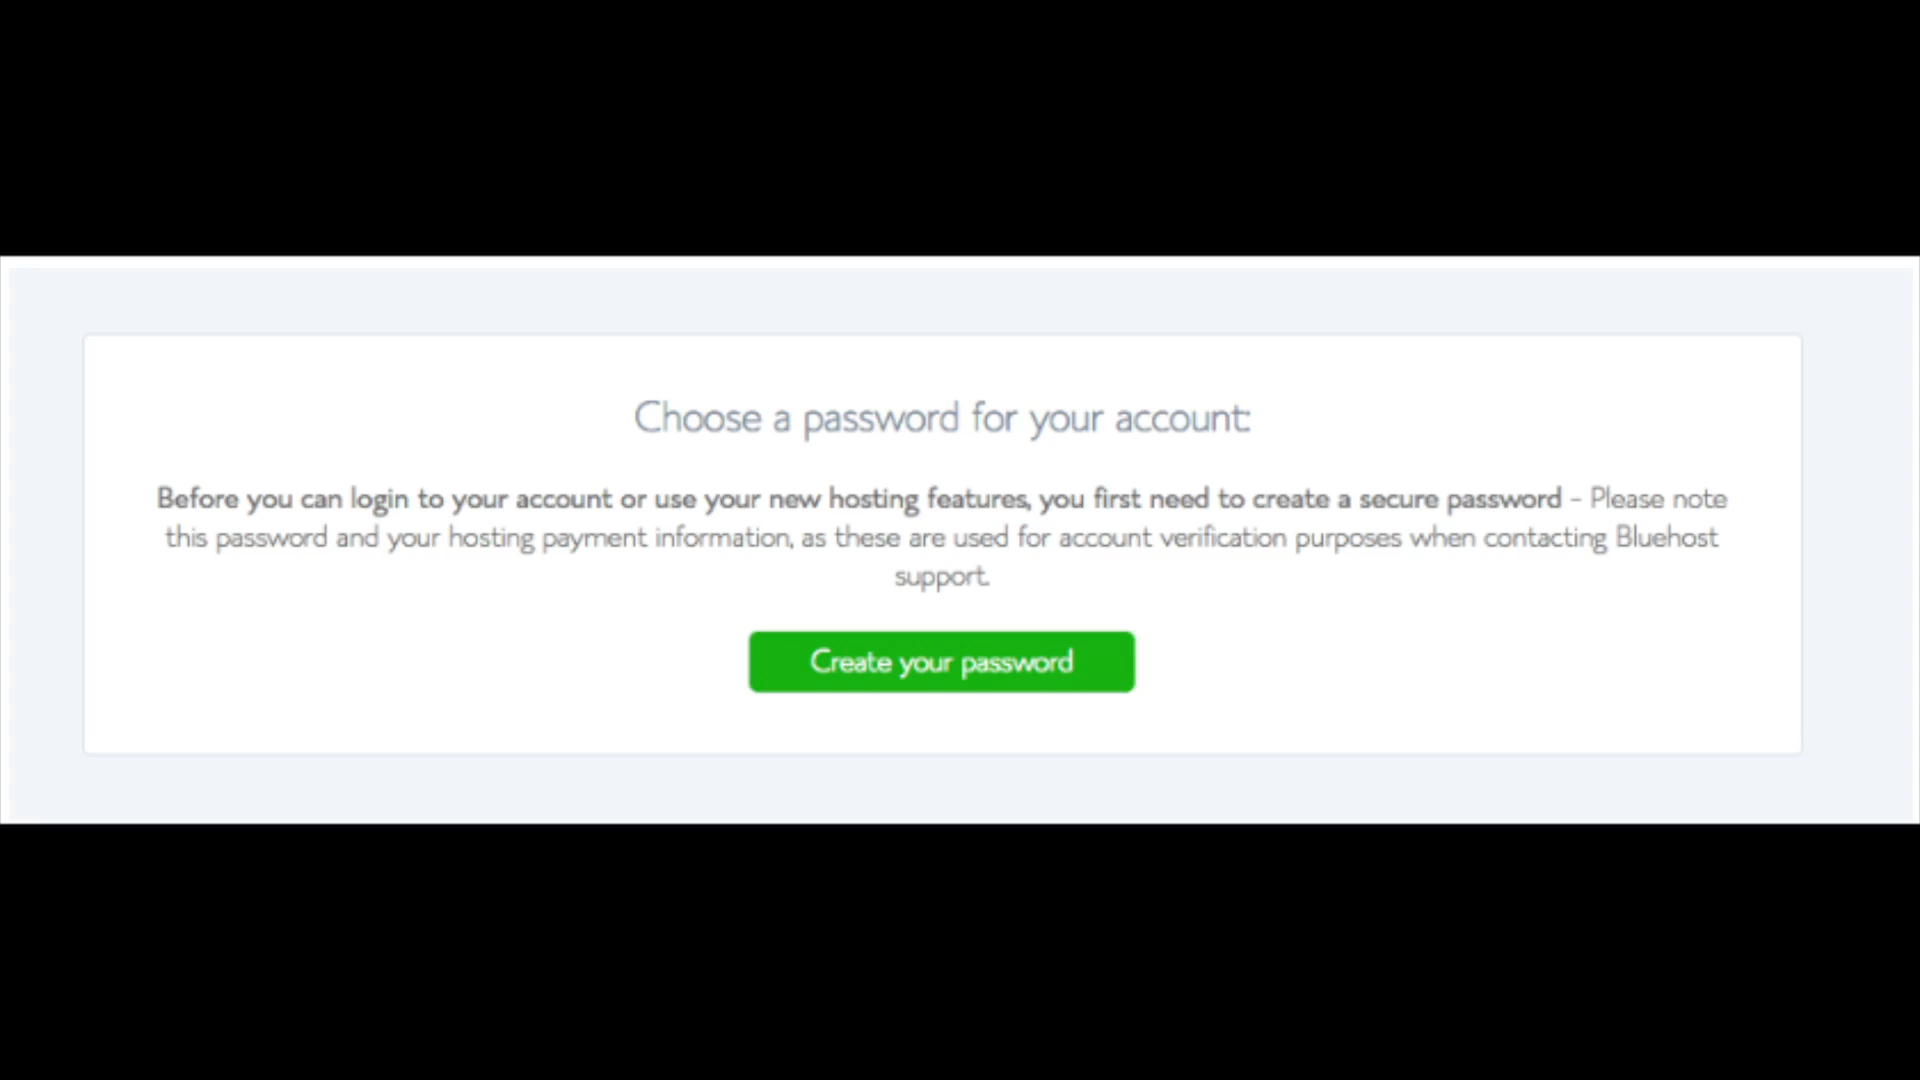 Choose a password for your account:
Before you can login to your account or use your new hosting features, you first need to create a secure password - Please note
this password and your hosting payment information, as these are used for account verification purposes when contacting Bluehost
support.
Create your password